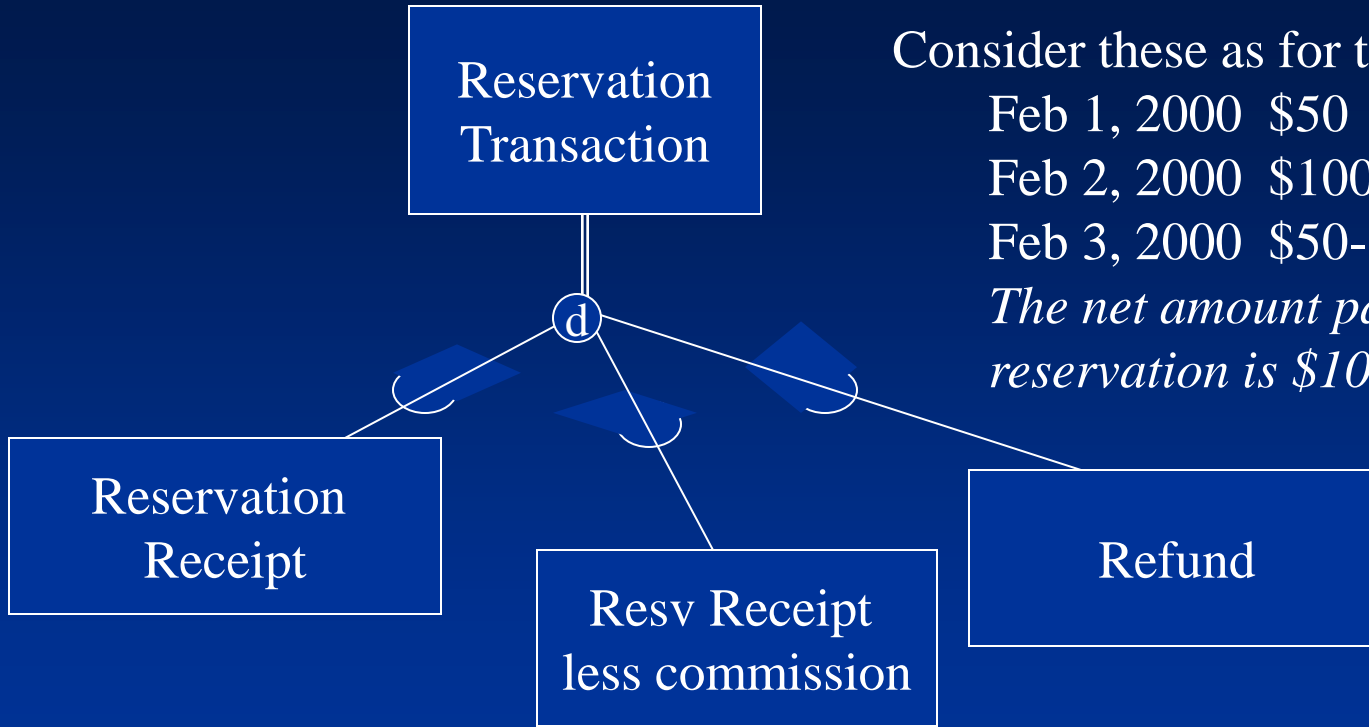 Reservation
Transaction
Consider these as for t
Feb 1, 2000 $50
Feb 2, 2000 $100
Feb 3, 2000 $50-
The net amount pa
reservation is $10
d
Reservation
Receipt
Resv Receipt
less commission
Refund